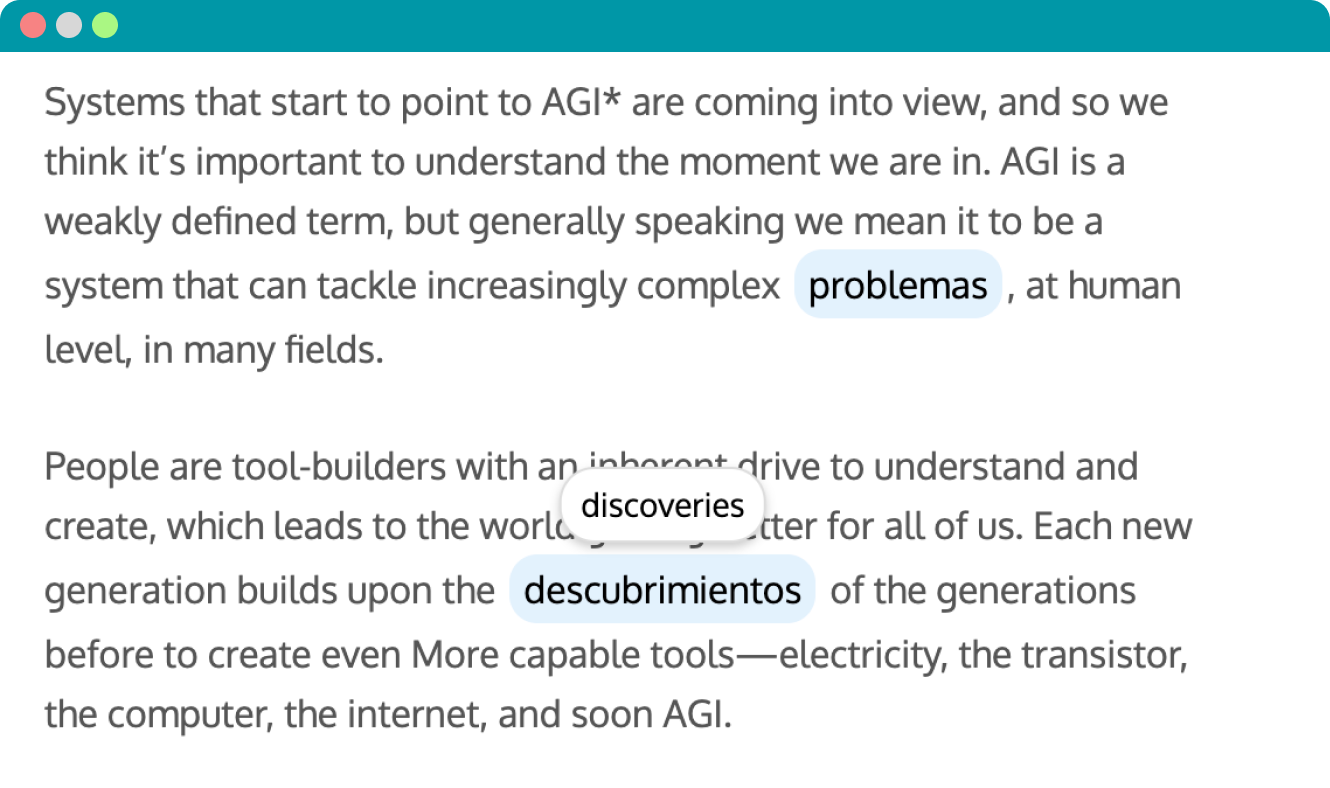 Systems that start to point to AGI* are coming into view, and so we
think it’s important to understand the moment we are in. AGI is a
weakly defined term, but generally speaking we mean it to be a
system that can tackle increasingly complex problemas , at human
level, in many fields.
People are tool-builders with an inherent drive to understand and
discoveries
create, which leads to the world for all of us. Each new
generation builds upon the descubrimientos of the generations
before to create even More capable tools—electricity, the transistor,
the computer, the internet, and soon AGI.